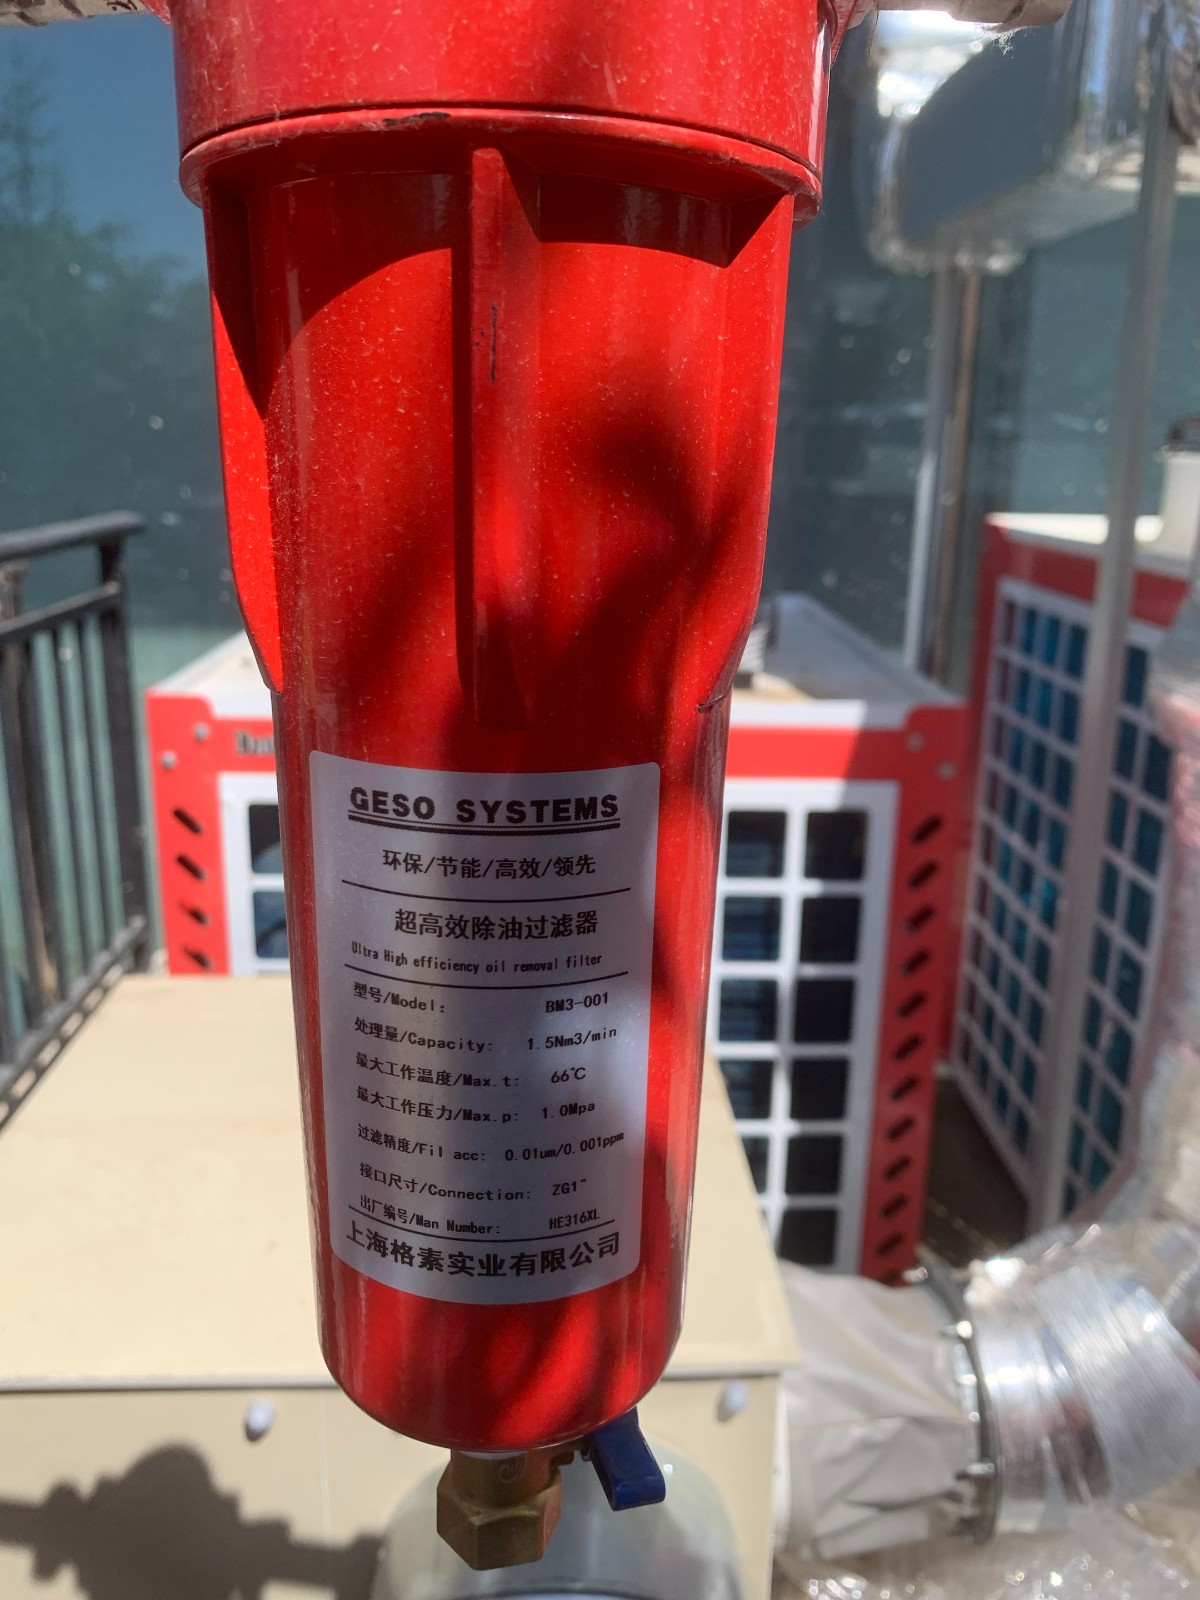 GESO SYSTEMS
环保/节能/高效/领先
超高效除油过滤器
Ultra High efficiency oil removal filter
型号/Model: BM3-001
处理量/Capacity: 1.5Nm3/min
最大工作温度/Max.t: 66℃
最大工作压力/Max.p: 1.0Mpa
过滤精度/Fil acc: 0.01um/0.001ppm
接口尺寸/Connection: ZG1"
出厂编号/Man Number: HE316XL
上海格素实业有限公司